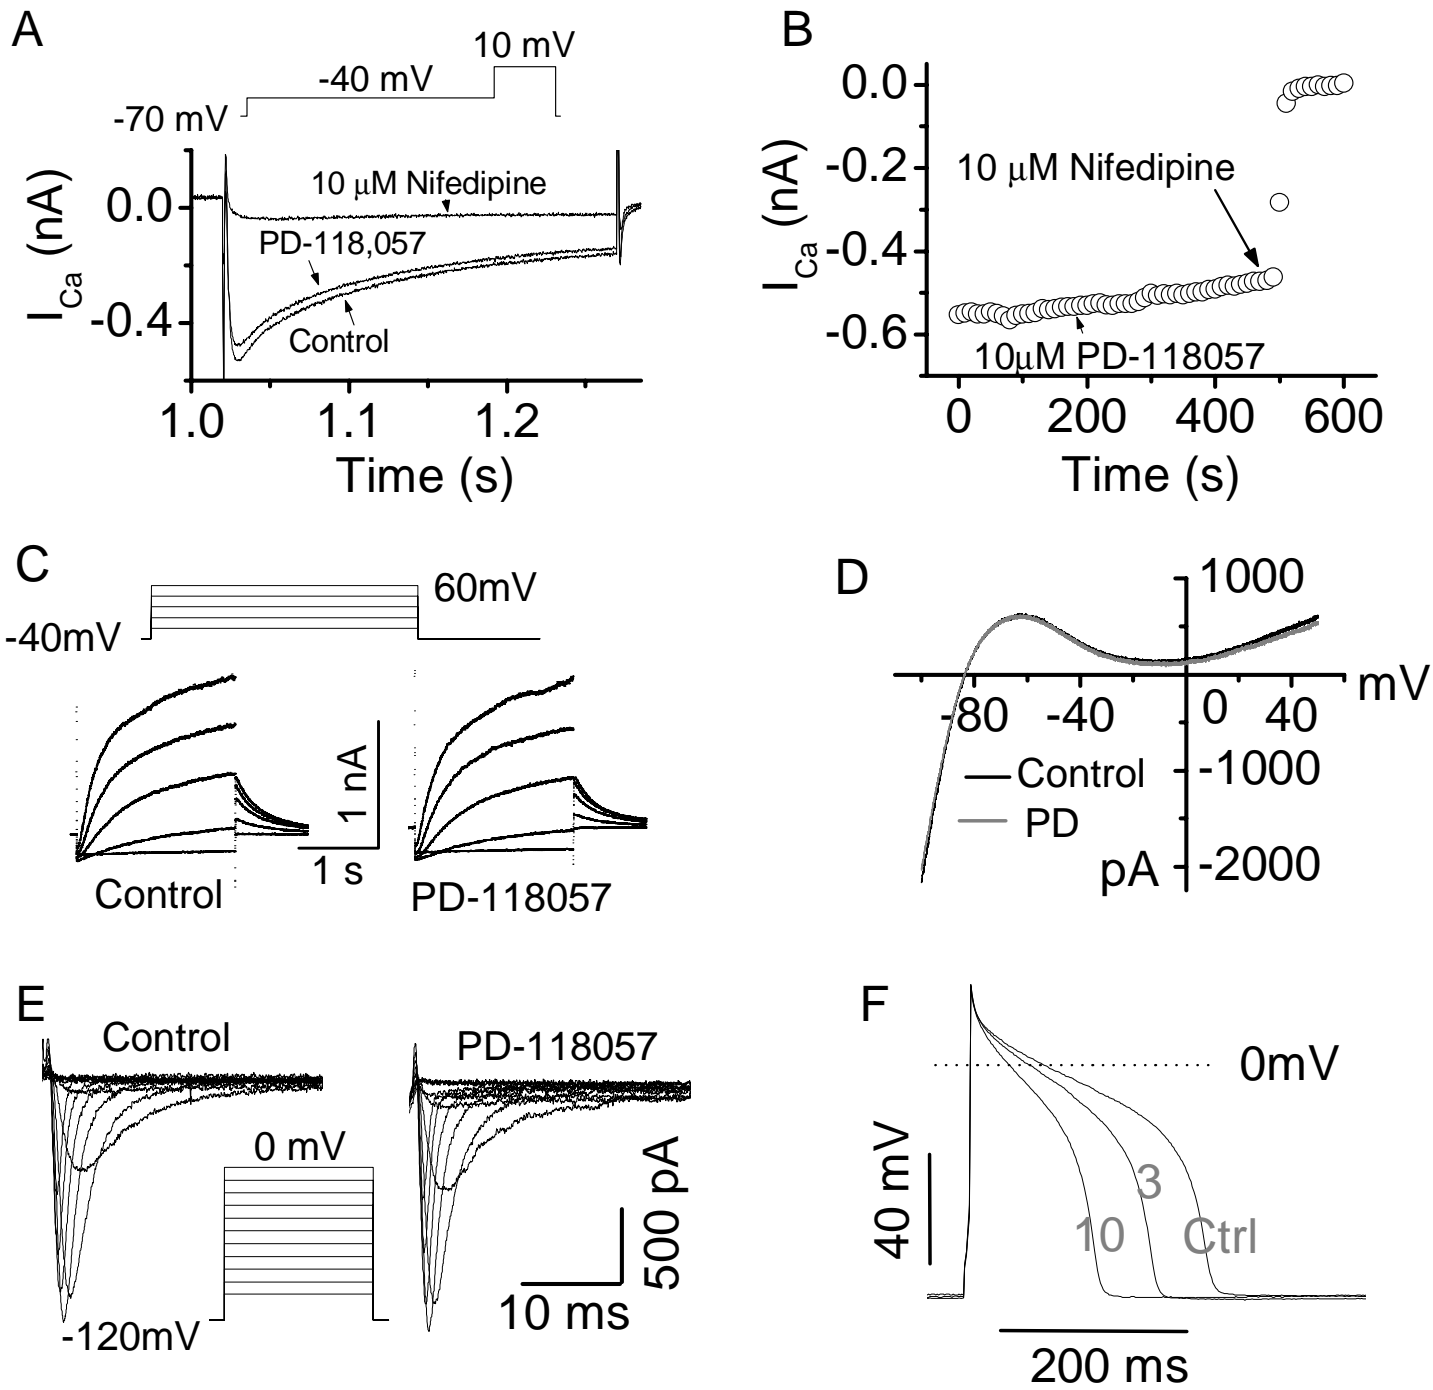 A
10 mV
-40 mV
-70 mV
0.0
-0.4
I_Ca (nA)
10 μM Nifedipine
PD-118,057
Control
1.0 1.1 1.2
Time (s)
B
0.0
-0.2
-0.4
-0.6
I_Ca (nA)
10 μM Nifedipine
10μM PD-118057
0 200 400 600
Time (s)
C
60mV
-40mV
1 nA
1 s
Control
PD-118057
D
1000
mV
-80 -40 0 40
-1000
Control
PD
pA
-2000
E
Control
PD-118057
0 mV
-120mV
500 pA
10 ms
F
0mV
40 mV
3
10
Ctrl
200 ms